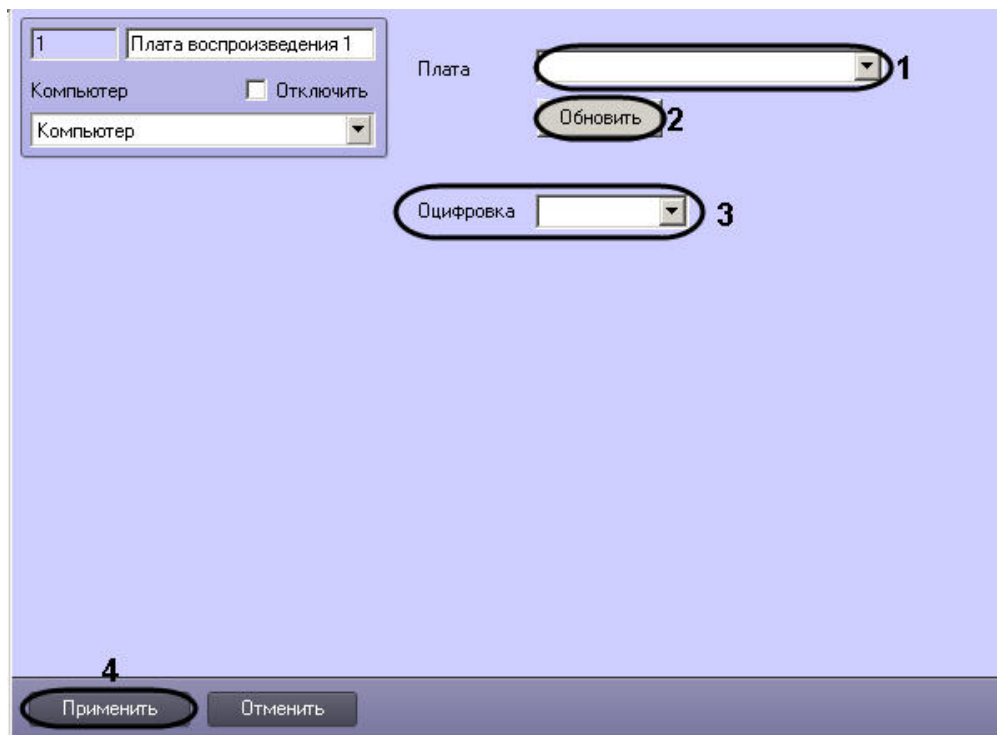 1 Плата воспроизведения 1
Компьютер Отключить
Компьютер
Плата 1
Обновить 2
Оцифровка 3
4
Применить Отменить